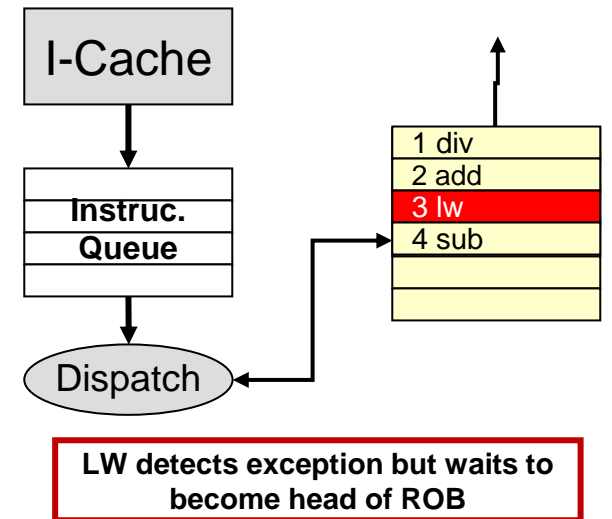 I-Cache
Instruc.
Queue
Dispatch
1 div
2 add
3 lw
4 sub
LW detects exception but waits to
become head of ROB